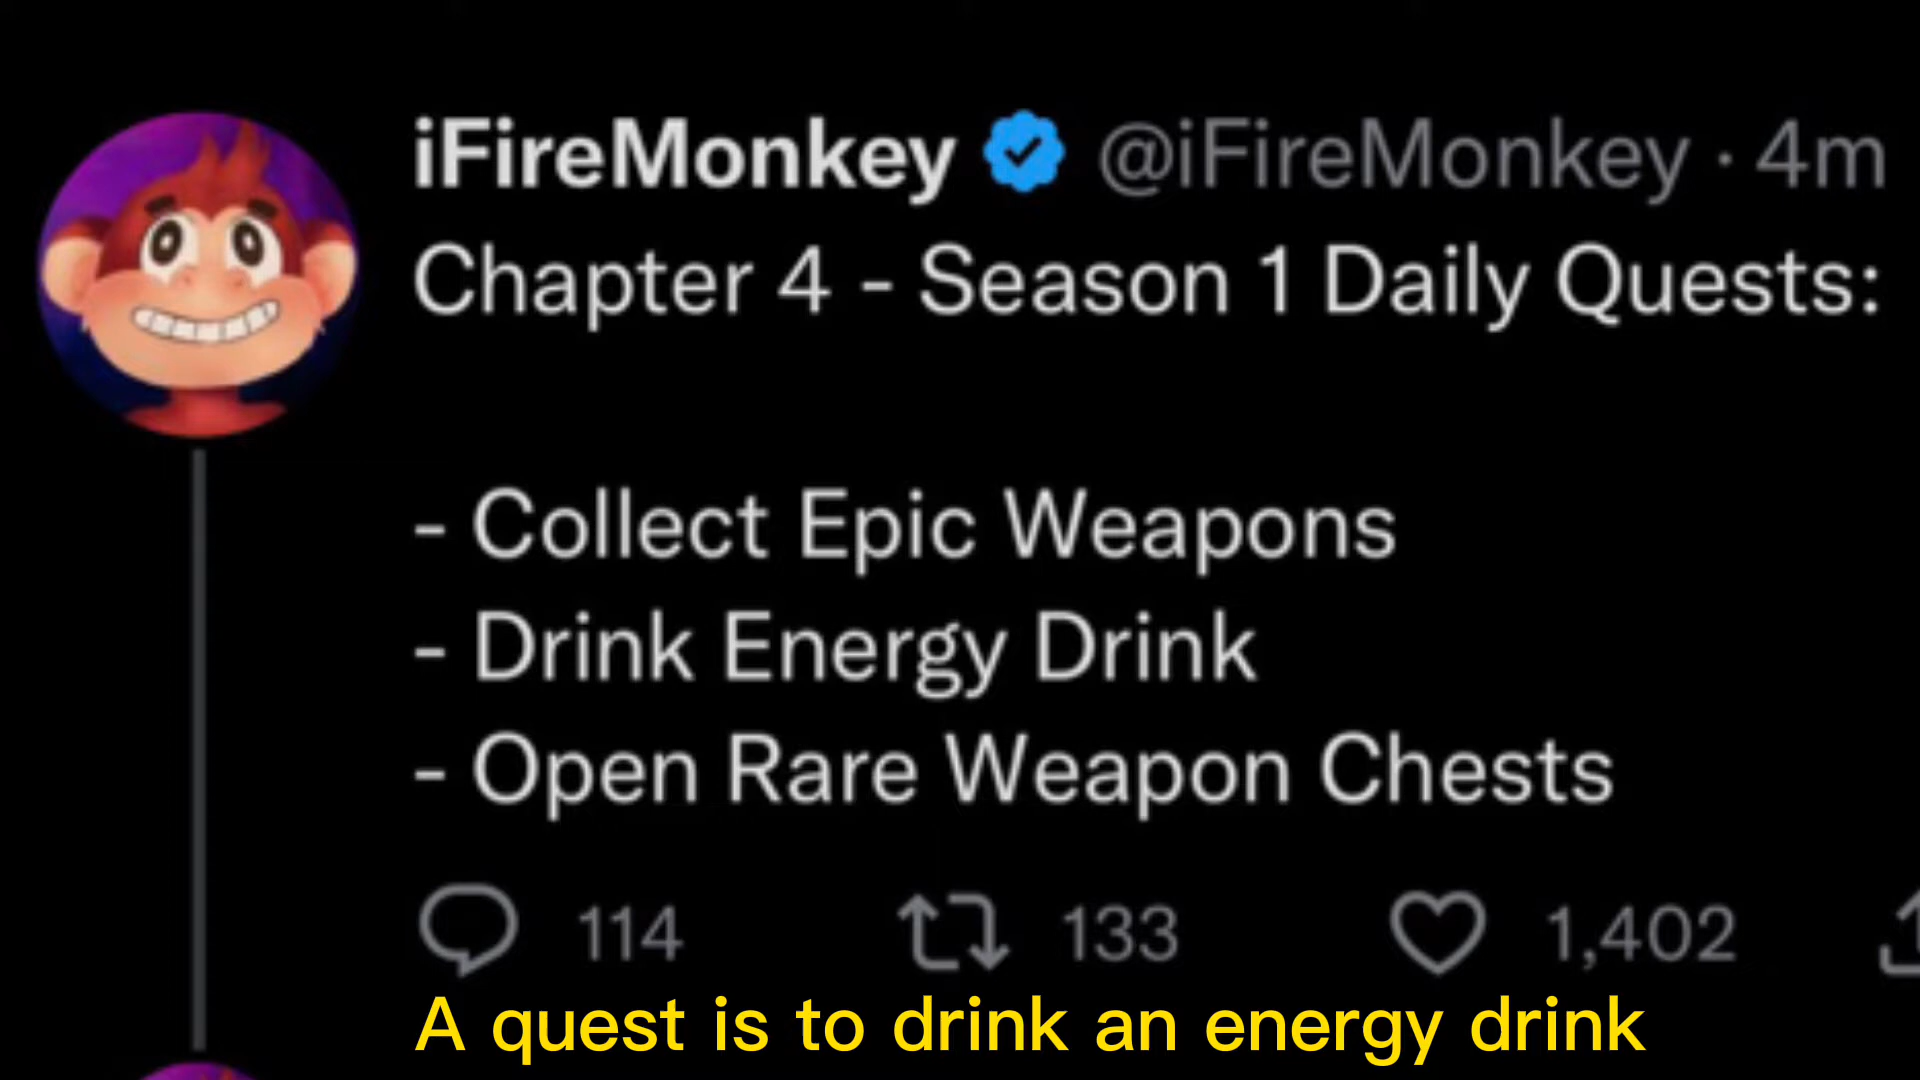 iFireMonkey @iFireMonkey · 4m
Chapter 4 - Season 1 Daily Quests:
- Collect Epic Weapons
- Drink Energy Drink
- Open Rare Weapon Chests
114 133 1,402
A quest is to drink an energy drink